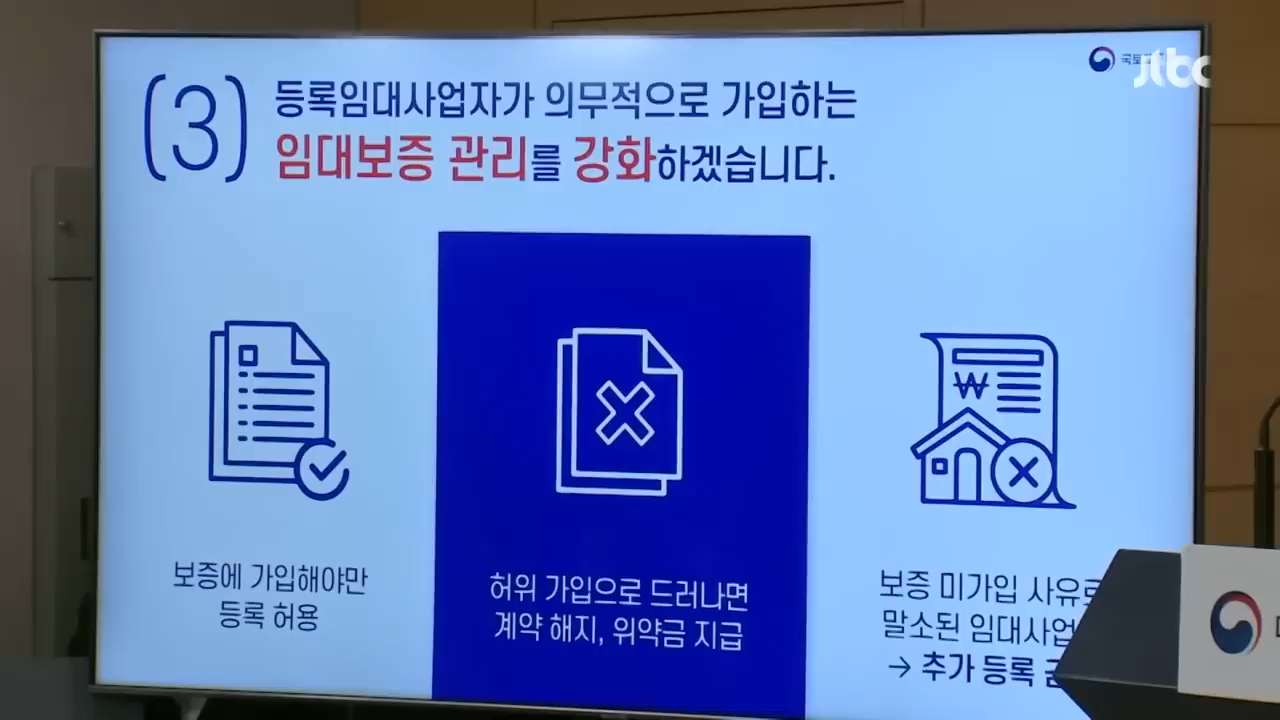 국토
jtbc
(3)
등록임대사업자가 의무적으로 가입하는
임대보증 관리를 강화하겠습니다.
보증에 가입해야만
등록 허용
허위 가입으로 드러나면
계약 해지, 위약금 지급
₩
보증 미가입 사유로
말소된 임대사업
→ 추가 등록